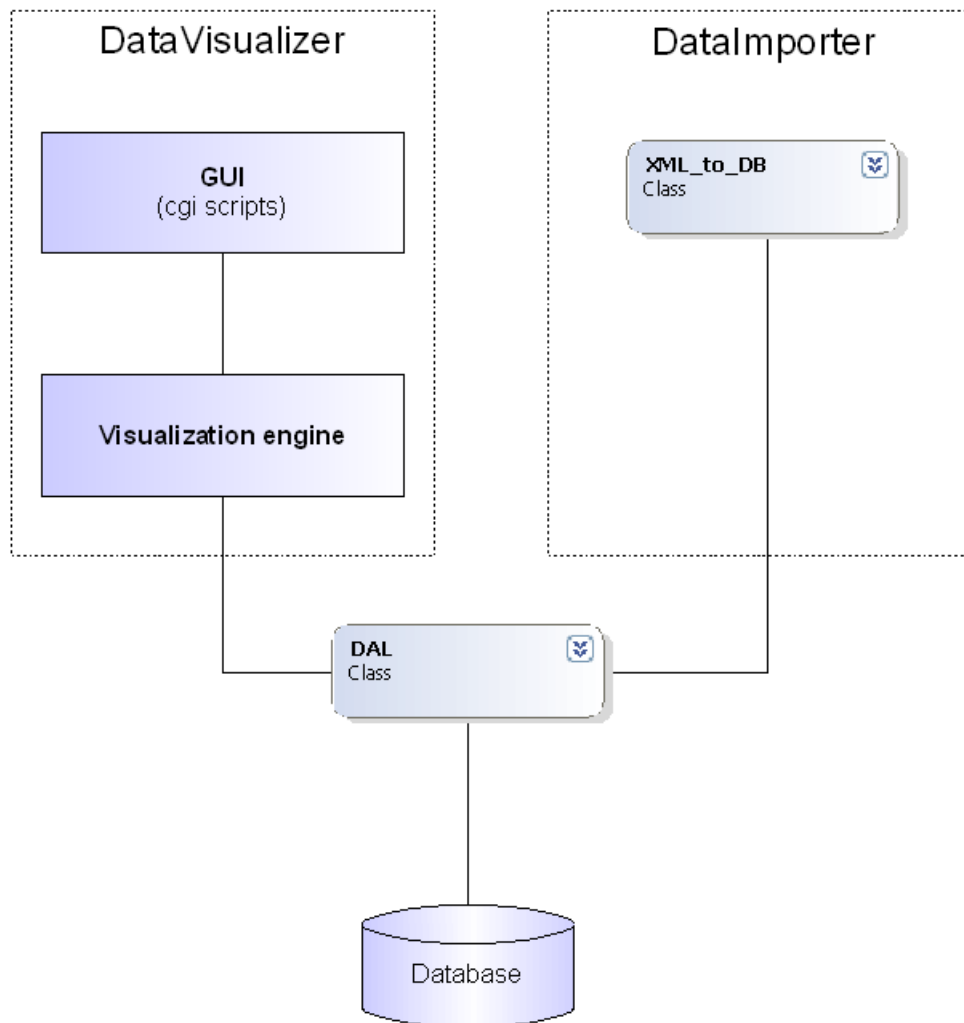 DataVisualizer
GUI
(cgi scripts)
Visualization engine
DataImporter
XML_to_DB
Class
DAL
Class
Database